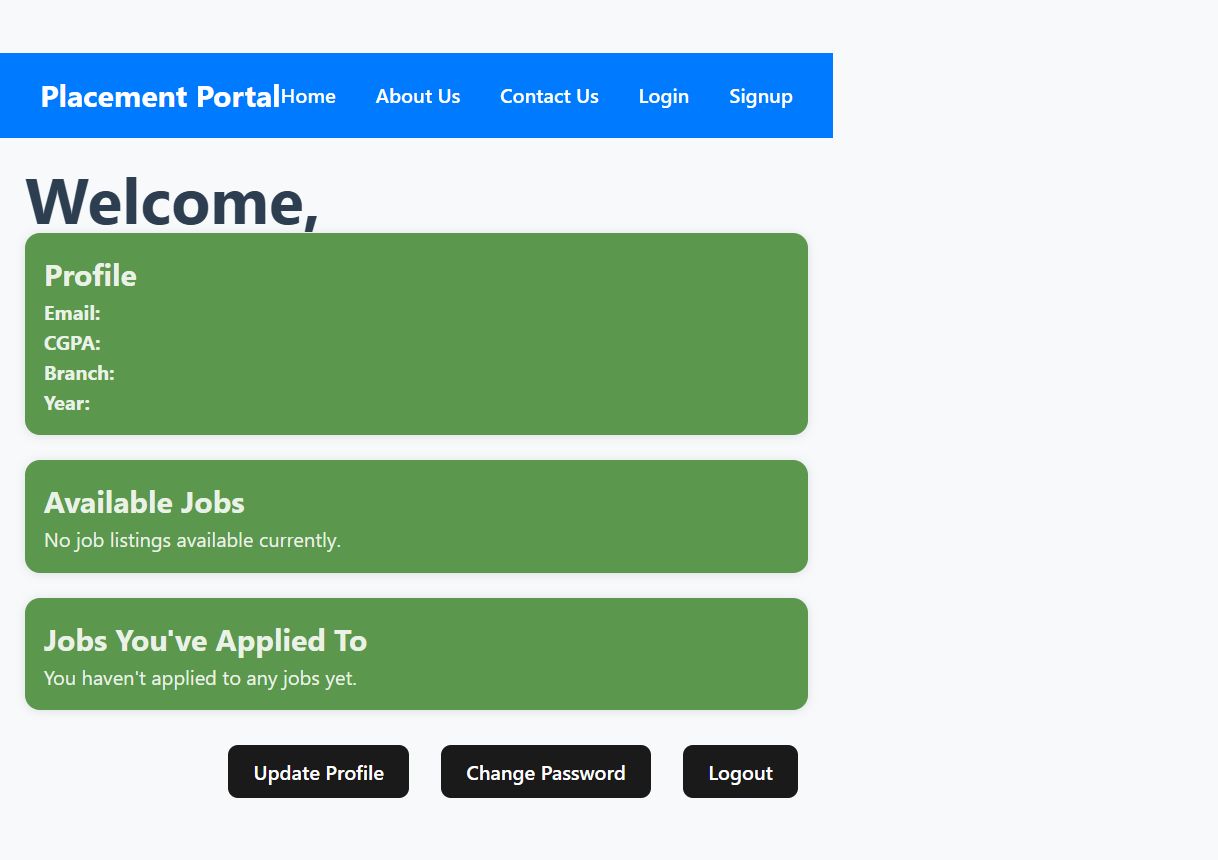 Placement Portal Home About Us Contact Us Login Signup
Welcome,
Profile
Email:
CGPA:
Branch:
Year:
Available Jobs
No job listings available currently.
Jobs You've Applied To
You haven't applied to any jobs yet.
Update Profile Change Password Logout